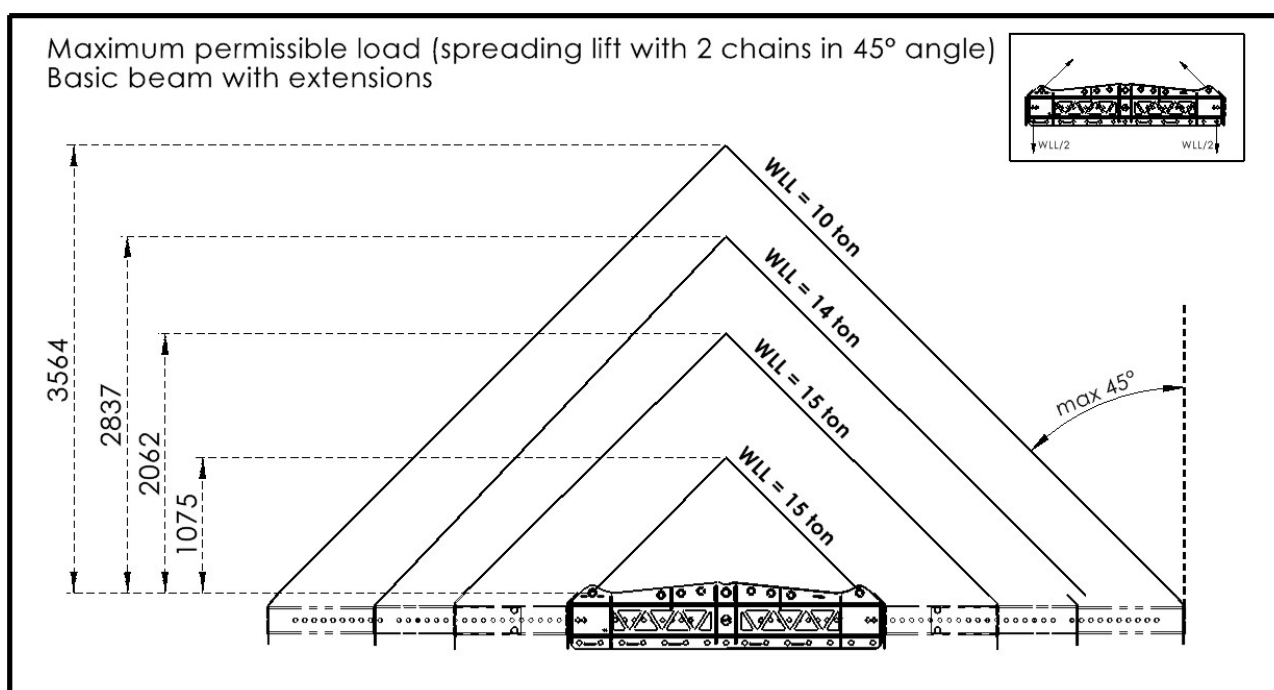 Maximum permissible load (spreading lift with 2 chains in 45° angle)
Basic beam with extensions
WLL/2
WLL/2
WLL = 10 ton
WLL = 14 ton
WLL = 15 ton
WLL = 15 ton
max 45°
3564
2837
2062
1075